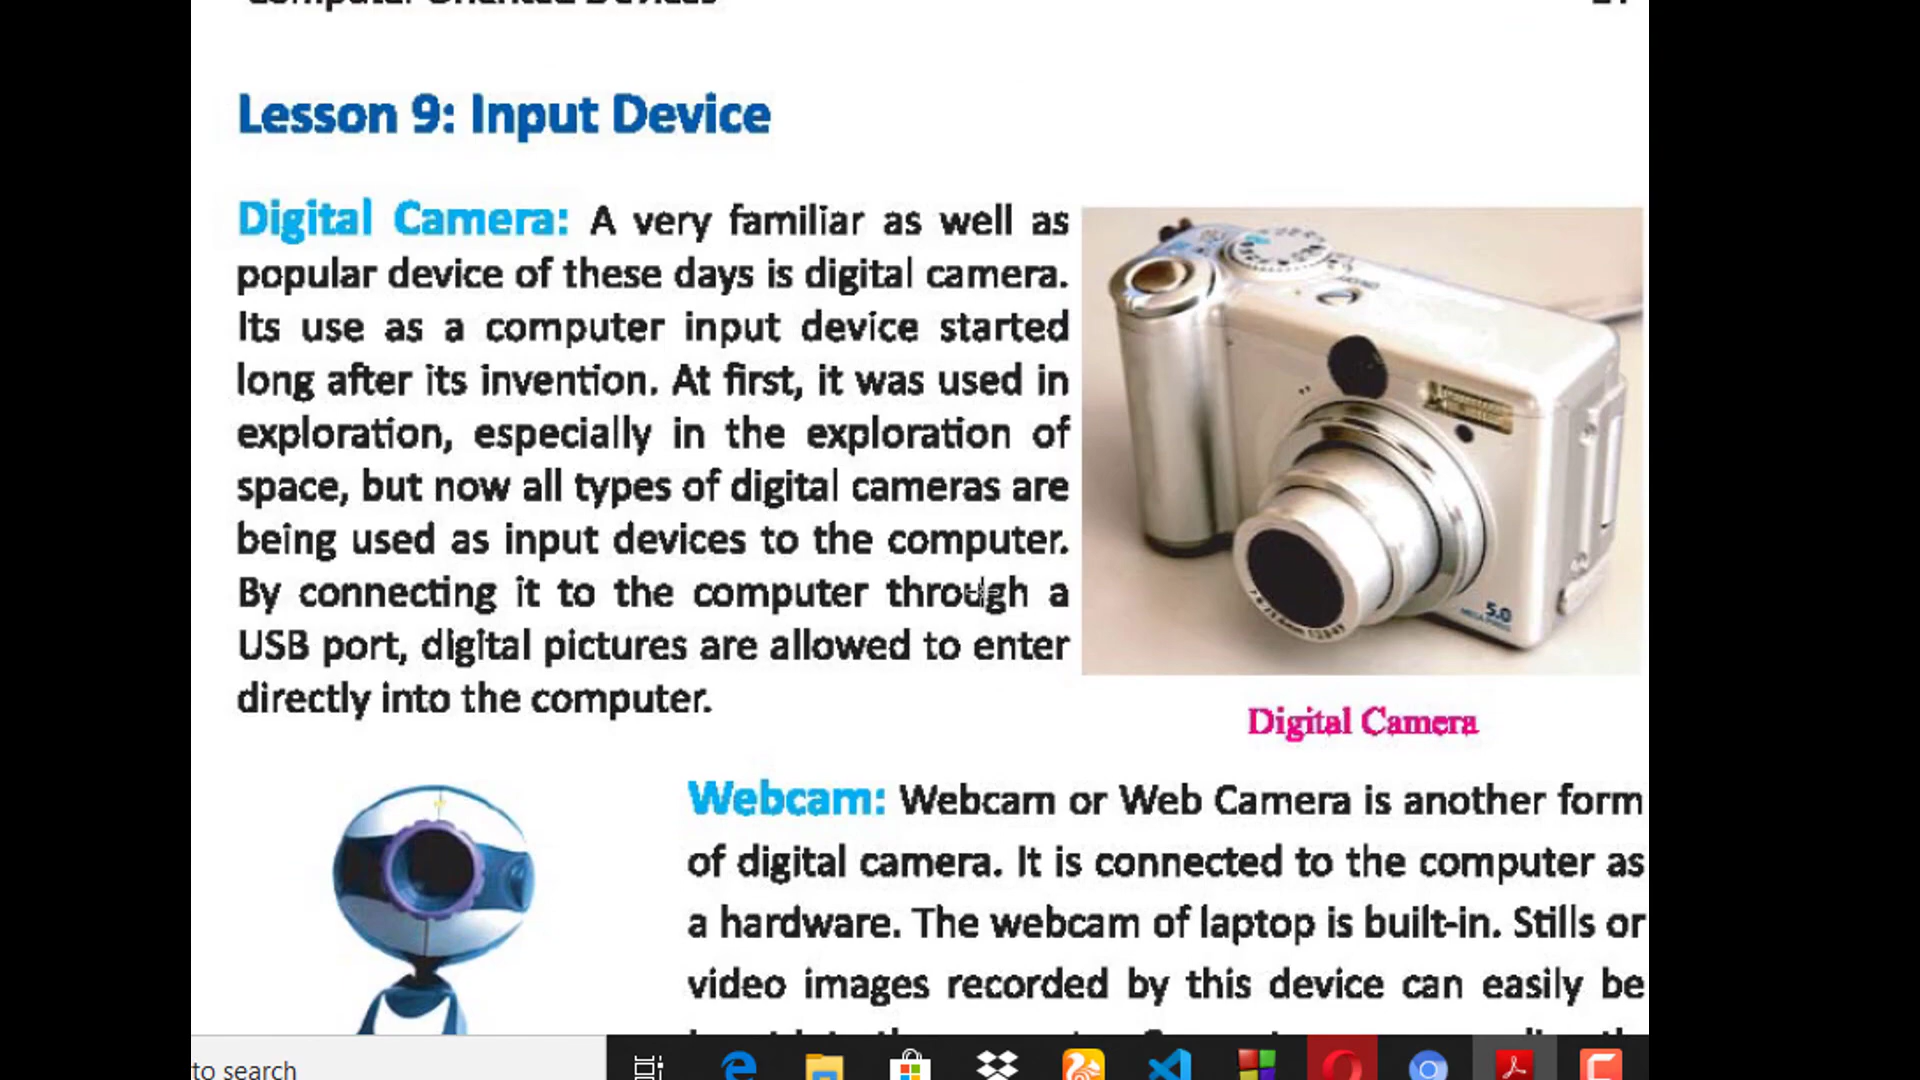 Computer Oriented Devices
Lesson 9: Input Device
Digital Camera: A very familiar as well as
popular device of these days is digital camera.
Its use as a computer input device started
long after its invention. At first, it was used in
exploration, especially in the exploration of
space, but now all types of digital cameras are
being used as input devices to the computer.
By connecting it to the computer through a
USB port, digital pictures are allowed to enter
directly into the computer.
5.0
Digital Camera
Webcam: Webcam or Web Camera is another form
of digital camera. It is connected to the computer as
a hardware. The webcam of laptop is built-in. Stills or
video images recorded by this device can easily be
to search